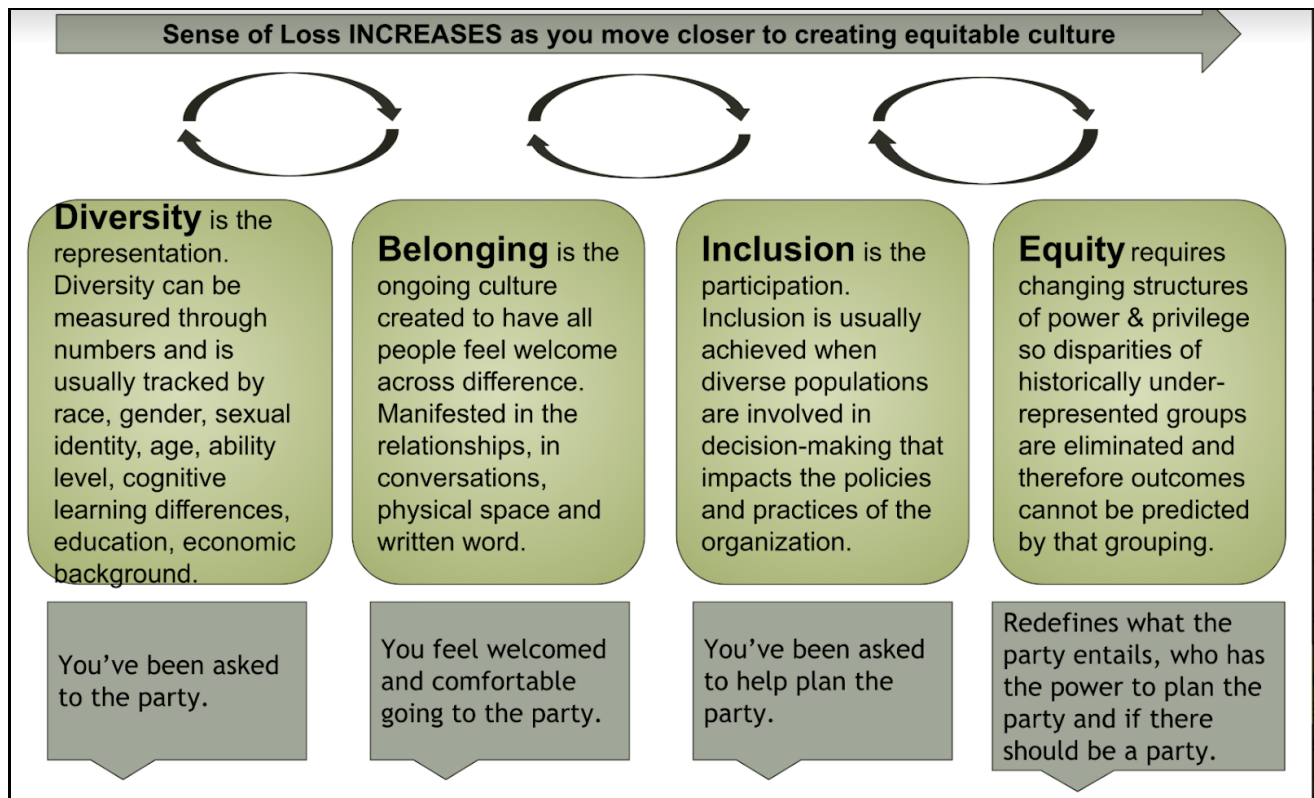 Sense of Loss INCREASES as you move closer to creating equitable culture
Diversity is the
representation.
Diversity can be
measured through
numbers and is
usually tracked by
race, gender, sexual
identity, age, ability
level, cognitive
learning differences,
education, economic
background.
Belonging is the
ongoing culture
created to have all
people feel welcome
across difference.
Manifested in the
relationships, in
conversations,
physical space and
written word.
Inclusion is the
participation.
Inclusion is usually
achieved when
diverse populations
are involved in
decision-making that
impacts the policies
and practices of the
organization.
Equity requires
changing structures
of power & privilege
so disparities of
historically under-
represented groups
are eliminated and
therefore outcomes
cannot be predicted
by that grouping.
You’ve been asked
to the party.
You feel welcomed
and comfortable
going to the party.
You’ve been asked
to help plan the
party.
Redefines what the
party entails, who has
the power to plan the
party and if there
should be a party.